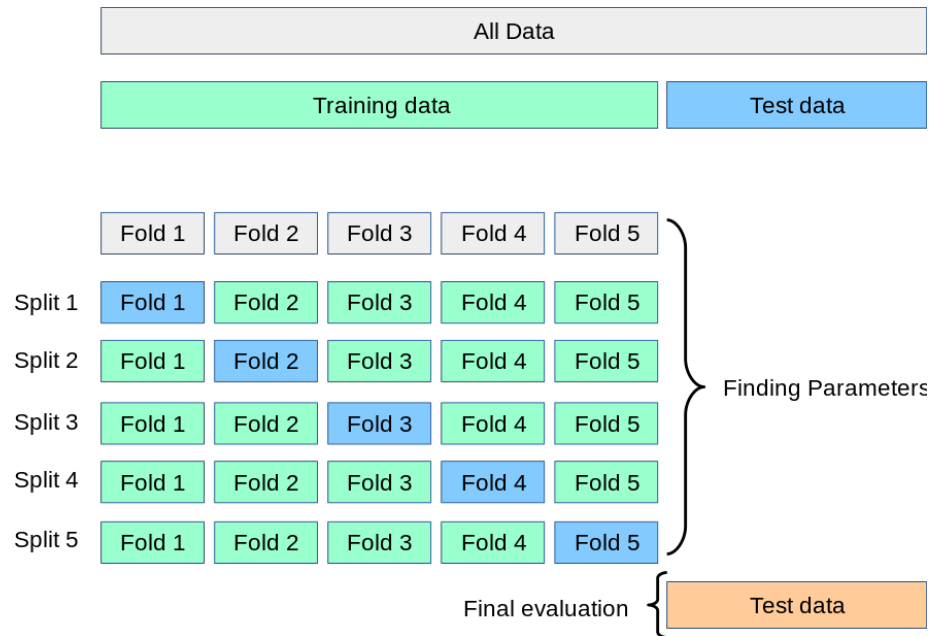 All Data
Training data Test data
Fold 1 Fold 2 Fold 3 Fold 4 Fold 5
Split 1 Fold 1 Fold 2 Fold 3 Fold 4 Fold 5
Split 2 Fold 1 Fold 2 Fold 3 Fold 4 Fold 5
Finding Parameters
Split 3 Fold 1 Fold 2 Fold 3 Fold 4 Fold 5
Split 4 Fold 1 Fold 2 Fold 3 Fold 4 Fold 5
Split 5 Fold 1 Fold 2 Fold 3 Fold 4 Fold 5
Final evaluation Test data